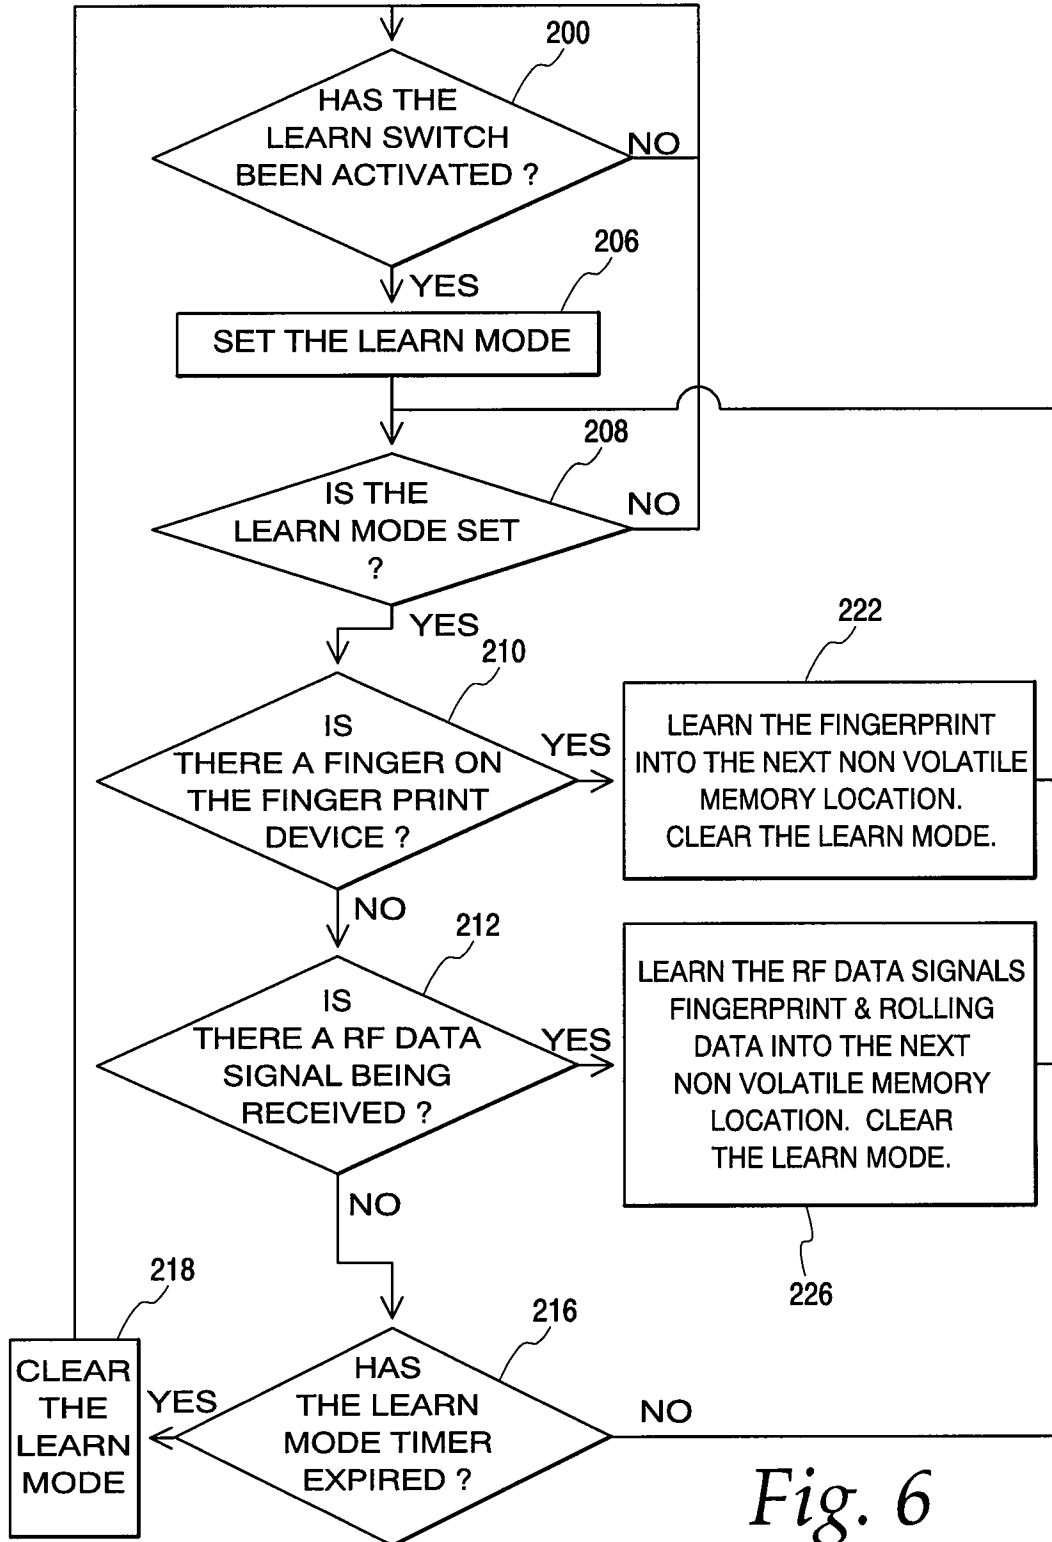 200
HAS THE
LEARN SWITCH
BEEN ACTIVATED ?
NO
206
YES
SET THE LEARN MODE
208
IS THE
LEARN MODE SET
?
NO
YES
210
IS
THERE A FINGER ON
THE FINGER PRINT
DEVICE ?
YES
222
LEARN THE FINGERPRINT
INTO THE NEXT NON VOLATILE
MEMORY LOCATION.
CLEAR THE LEARN MODE.
NO
212
IS
THERE A RF DATA
SIGNAL BEING
RECEIVED ?
YES
LEARN THE RF DATA SIGNALS
FINGERPRINT & ROLLING
DATA INTO THE NEXT
NON VOLATILE MEMORY
LOCATION. CLEAR
THE LEARN MODE.
226
NO
216
HAS
THE LEARN
MODE TIMER
EXPIRED ?
NO
YES
218
CLEAR
THE
LEARN
MODE
Fig. 6